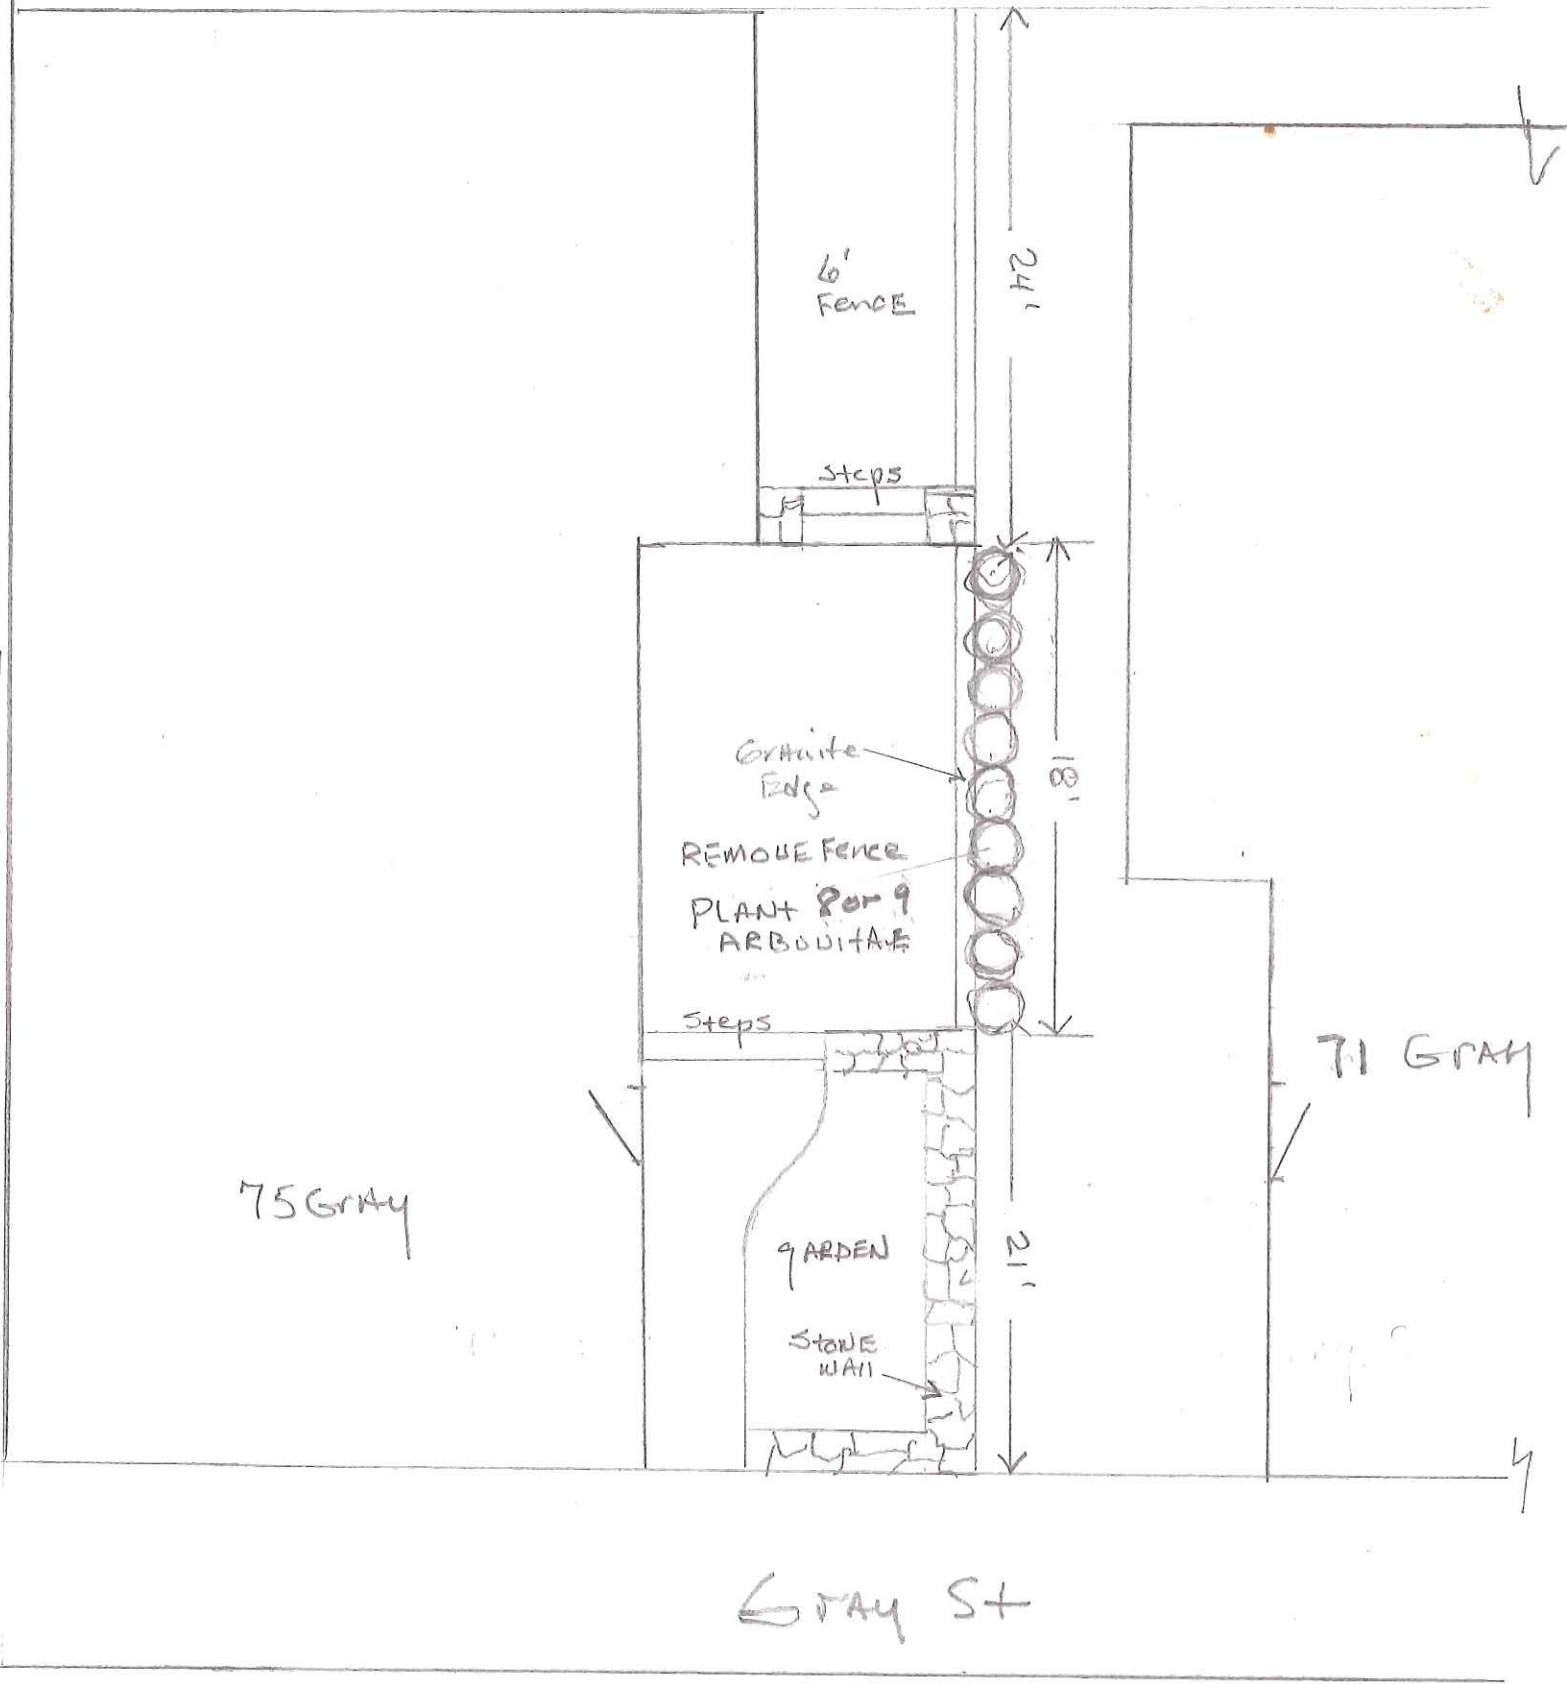 6'
Fence
24'
Steps
Granite
Edge
18'
REMOVE Fence
PLANT 8 or 9
ARBOVITAE
Steps
71 GrAy
75 GrAy
gARDEN
21'
StoNE
WAll
GrAy St